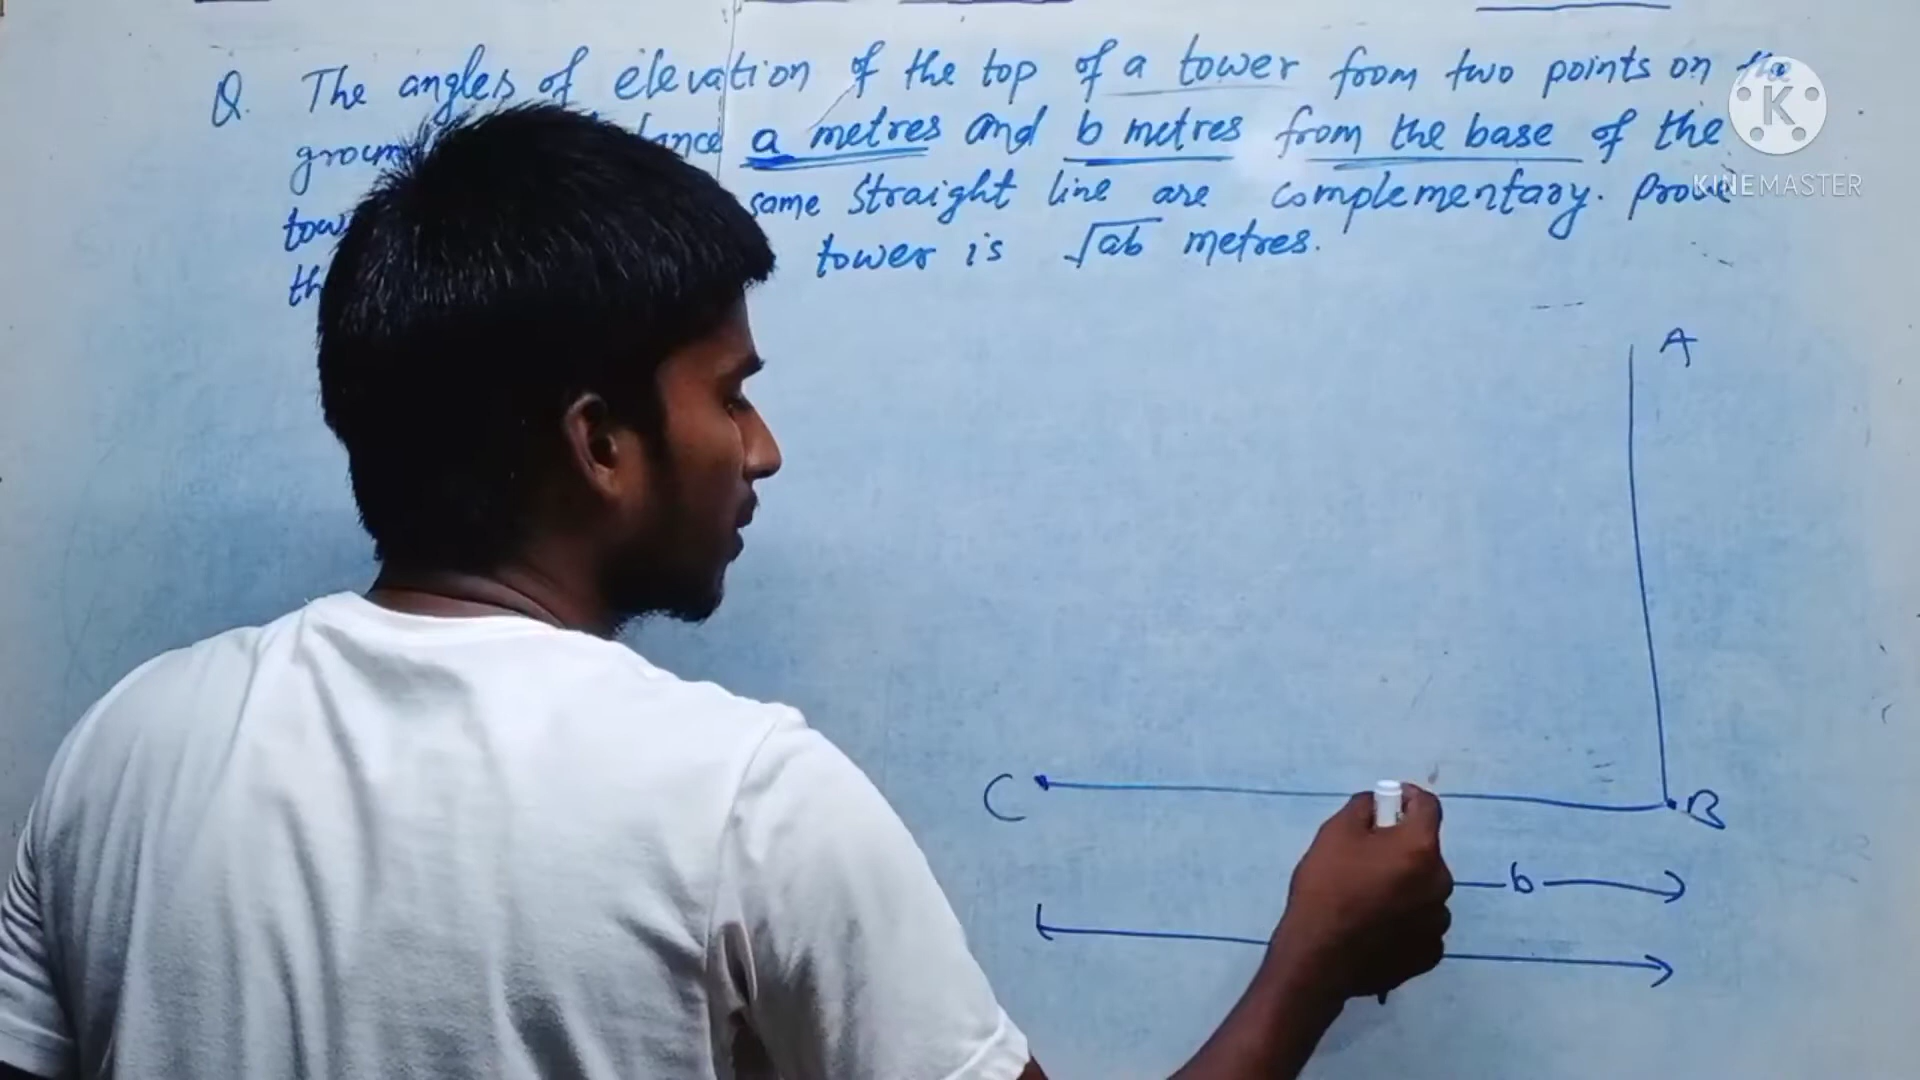 Q. The angles of elevation of the top of a tower from two points on the
a metres and b metres from the base of the
same straight line are complementary. prove
tower is √ab metres.
K
KINEMASTER
A
C
B
b